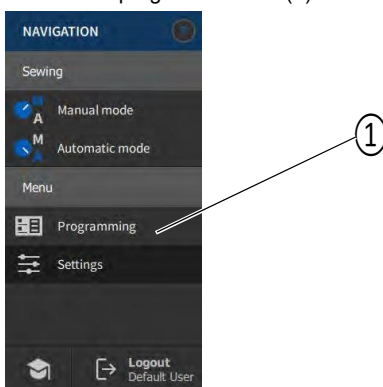 NAVIGATION
Sewing
M
A
Manual mode
M
A
Automatic mode
Menu
Programming
Settings
Logout
Default User
1